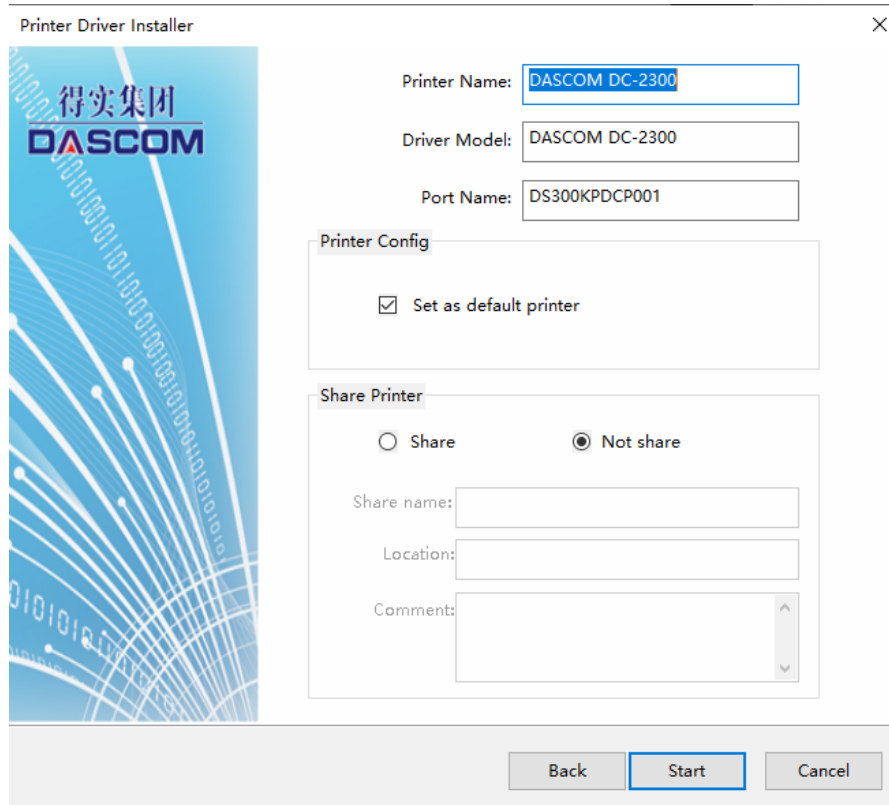 Printer Driver Installer
得实集团
DASCOM
Printer Name: DASCOM DC-2300
Driver Model: DASCOM DC-2300
Port Name: DS300KPDCP001
Printer Config
Set as default printer
Share Printer
Share
Not share
Share name:
Location:
Comment:
Back
Start
Cancel